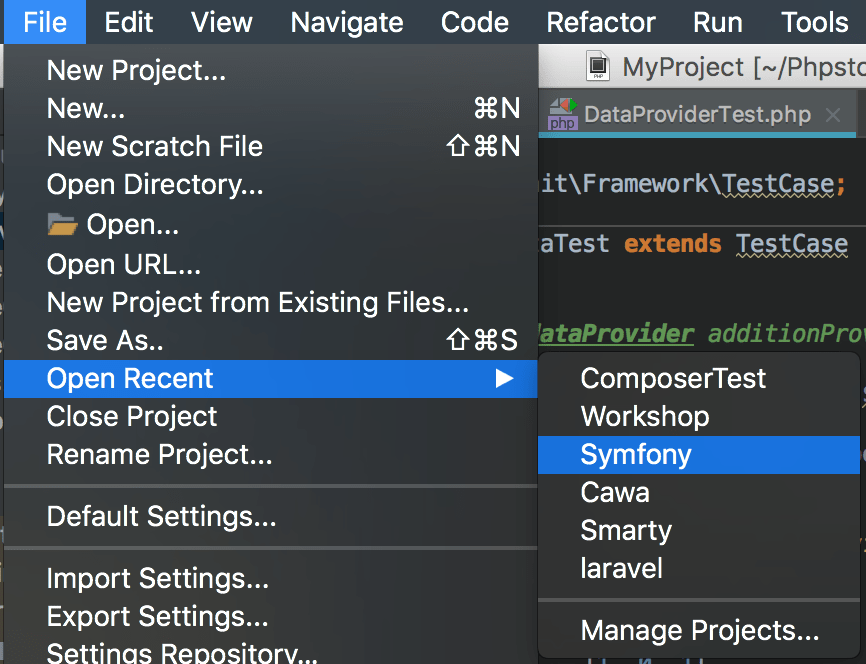 File Edit View Navigate Code Refactor Run Tools
New Project...
New... ⌘N
New Scratch File ⇧⌘N
Open Directory...
Open...
Open URL...
New Project from Existing Files...
Save As.. ⇧⌘S
Open Recent ▶
Close Project
Rename Project...
Default Settings...
Import Settings...
Export Settings...
Settings Repository...
MyProject [~/Phpsto
php DataProviderTest.php ×
it\Framework\TestCase;
aTest extends TestCase
dataProvider additionPro
ComposerTest
Workshop
Symfony
Cawa
Smarty
laravel
Manage Projects...